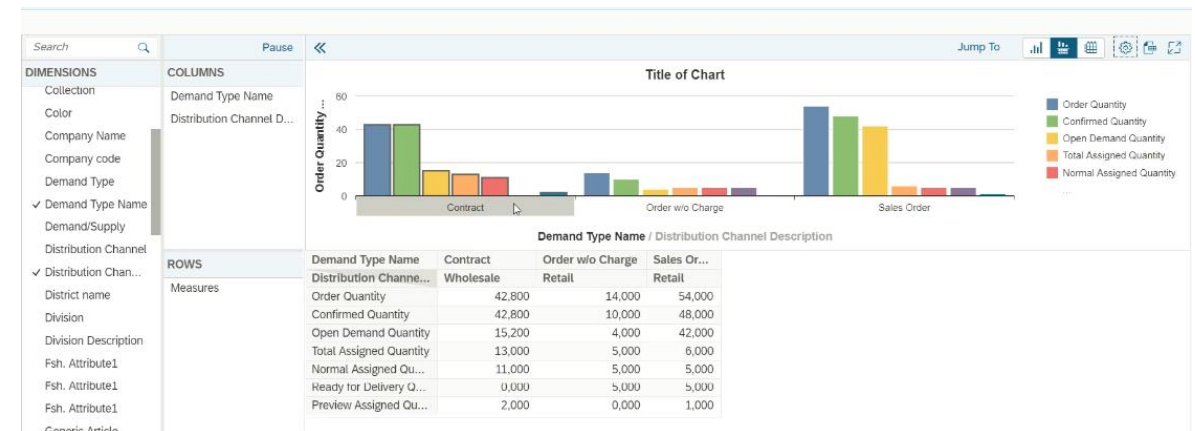 Search
Pause
Jump To
DIMENSIONS
Collection
Color
Company Name
Company code
Demand Type
Demand Type Name
Demand/Supply
Distribution Channel
Distribution Chan...
District name
Division
Division Description
Fsh. Attribute1
Fsh. Attribute1
Fsh. Attribute1
Generic Article
COLUMNS
Demand Type Name
Distribution Channel D...
ROWS
Measures
Title of Chart
Order Quantity ...
60
40
20
0
Contract
Order w/o Charge
Sales Order
Demand Type Name / Distribution Channel Description
Order Quantity
Confirmed Quantity
Open Demand Quantity
Total Assigned Quantity
Normal Assigned Quantity
...
Demand Type Name Contract Order w/o Charge Sales Or...
Distribution Channe... Wholesale Retail Retail
Order Quantity 42,800 14,000 54,000
Confirmed Quantity 42,800 10,000 48,000
Open Demand Quantity 15,200 4,000 42,000
Total Assigned Quantity 13,000 5,000 6,000
Normal Assigned Qu... 11,000 5,000 5,000
Ready for Delivery Q... 0,000 5,000 5,000
Preview Assigned Qu... 2,000 0,000 1,000